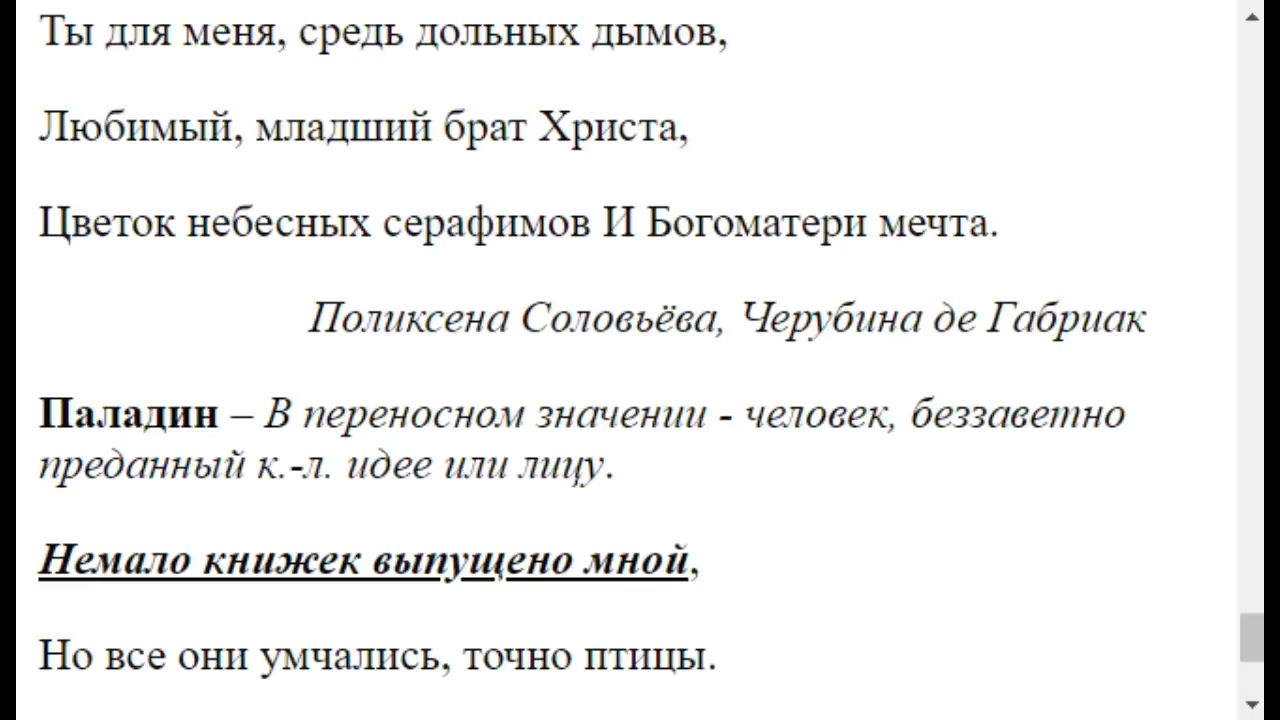 Ты для меня, средь дольных дымов,
Любимый, младший брат Христа,
Цветок небесных серафимов И Богоматери мечта.
Поликсена Соловьёва, Черубина де Габриак
Паладин – В переносном значении - человек, беззаветно
преданный к.-л. идее или лицу.
Немало книжек выпущено мной,
Но все они умчались, точно птицы.